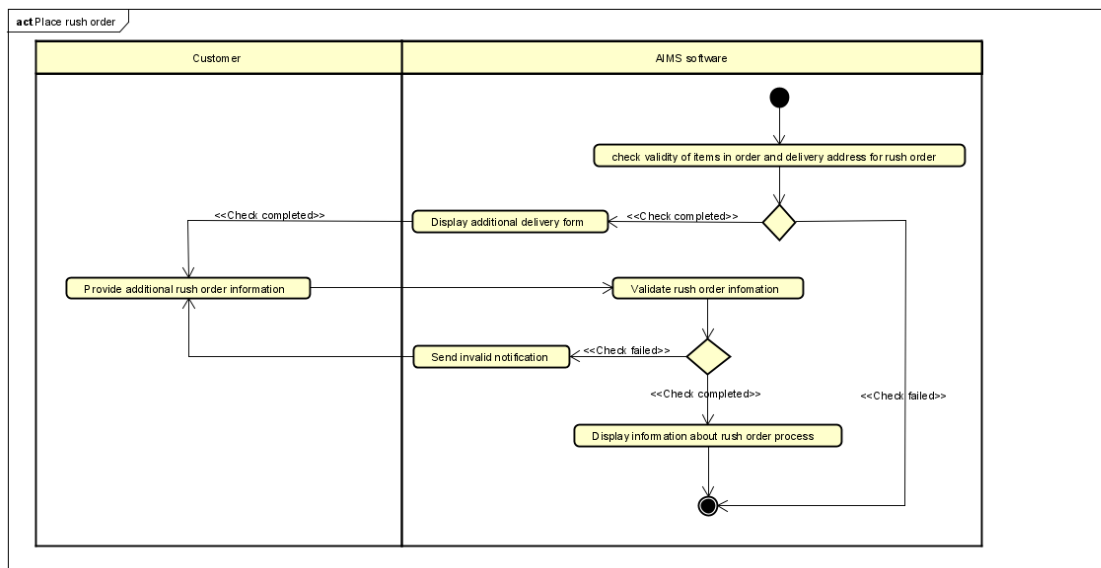 act Place rush order
Customer
AIMS software
check validity of items in order and delivery address for rush order
<<Check completed>>
Display additional delivery form
<<Check completed>>
Provide additional rush order information
Validate rush order infomation
Send invalid notification
<<Check failed>>
<<Check completed>>
<<Check failed>>
Display information about rush order process